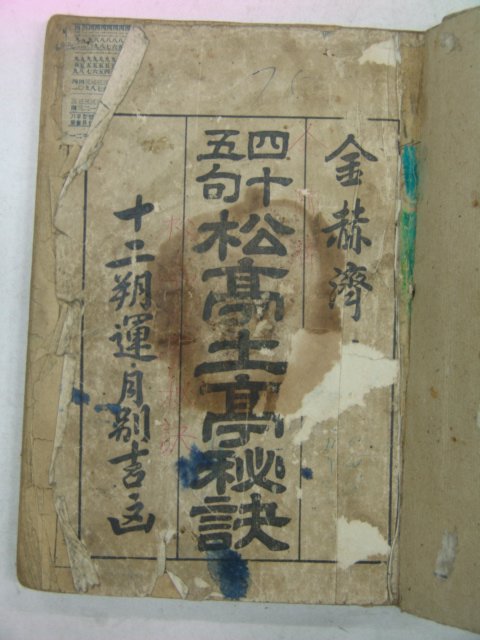 金赫濟
四十五句
松亭土亭秘訣
十二朔運月別吉凶